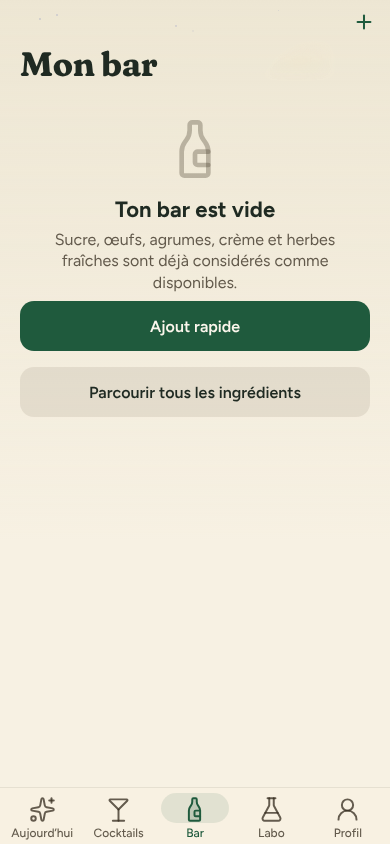 Mon bar
Ton bar est vide
Sucre, œufs, agrumes, crème et herbes
fraîches sont déjà considérés comme
disponibles.
Ajout rapide
Parcourir tous les ingrédients
Aujourd'hui
Cocktails
Bar
Labo
Profil